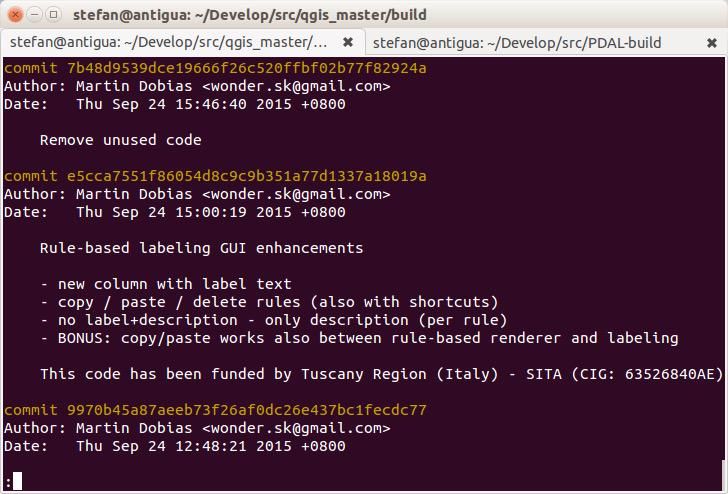 stefan@antigua: ~/Develop/src/qgis_master/build
stefan@antigua: ~/Develop/src/qgis_master/... ✖ stefan@antigua: ~/Develop/src/PDAL-build ✖
commit 7b48d9539dce19666f26c520ffbf02b77f82924a
Author: Martin Dobias <wonder.sk@gmail.com>
Date:   Thu Sep 24 15:46:40 2015 +0800
Remove unused code
commit e5cca7551f86054d8c9c9b351a77d1337a18019a
Author: Martin Dobias <wonder.sk@gmail.com>
Date:   Thu Sep 24 15:00:19 2015 +0800
Rule-based labeling GUI enhancements
- new column with label text
- copy / paste / delete rules (also with shortcuts)
- no label+description - only description (per rule)
- BONUS: copy/paste works also between rule-based renderer and labeling
This code has been funded by Tuscany Region (Italy) - SITA (CIG: 63526840AE)
commit 9970b45a87aeeb73f26af0dc26e437bc1fecdc77
Author: Martin Dobias <wonder.sk@gmail.com>
Date:   Thu Sep 24 12:48:21 2015 +0800
: